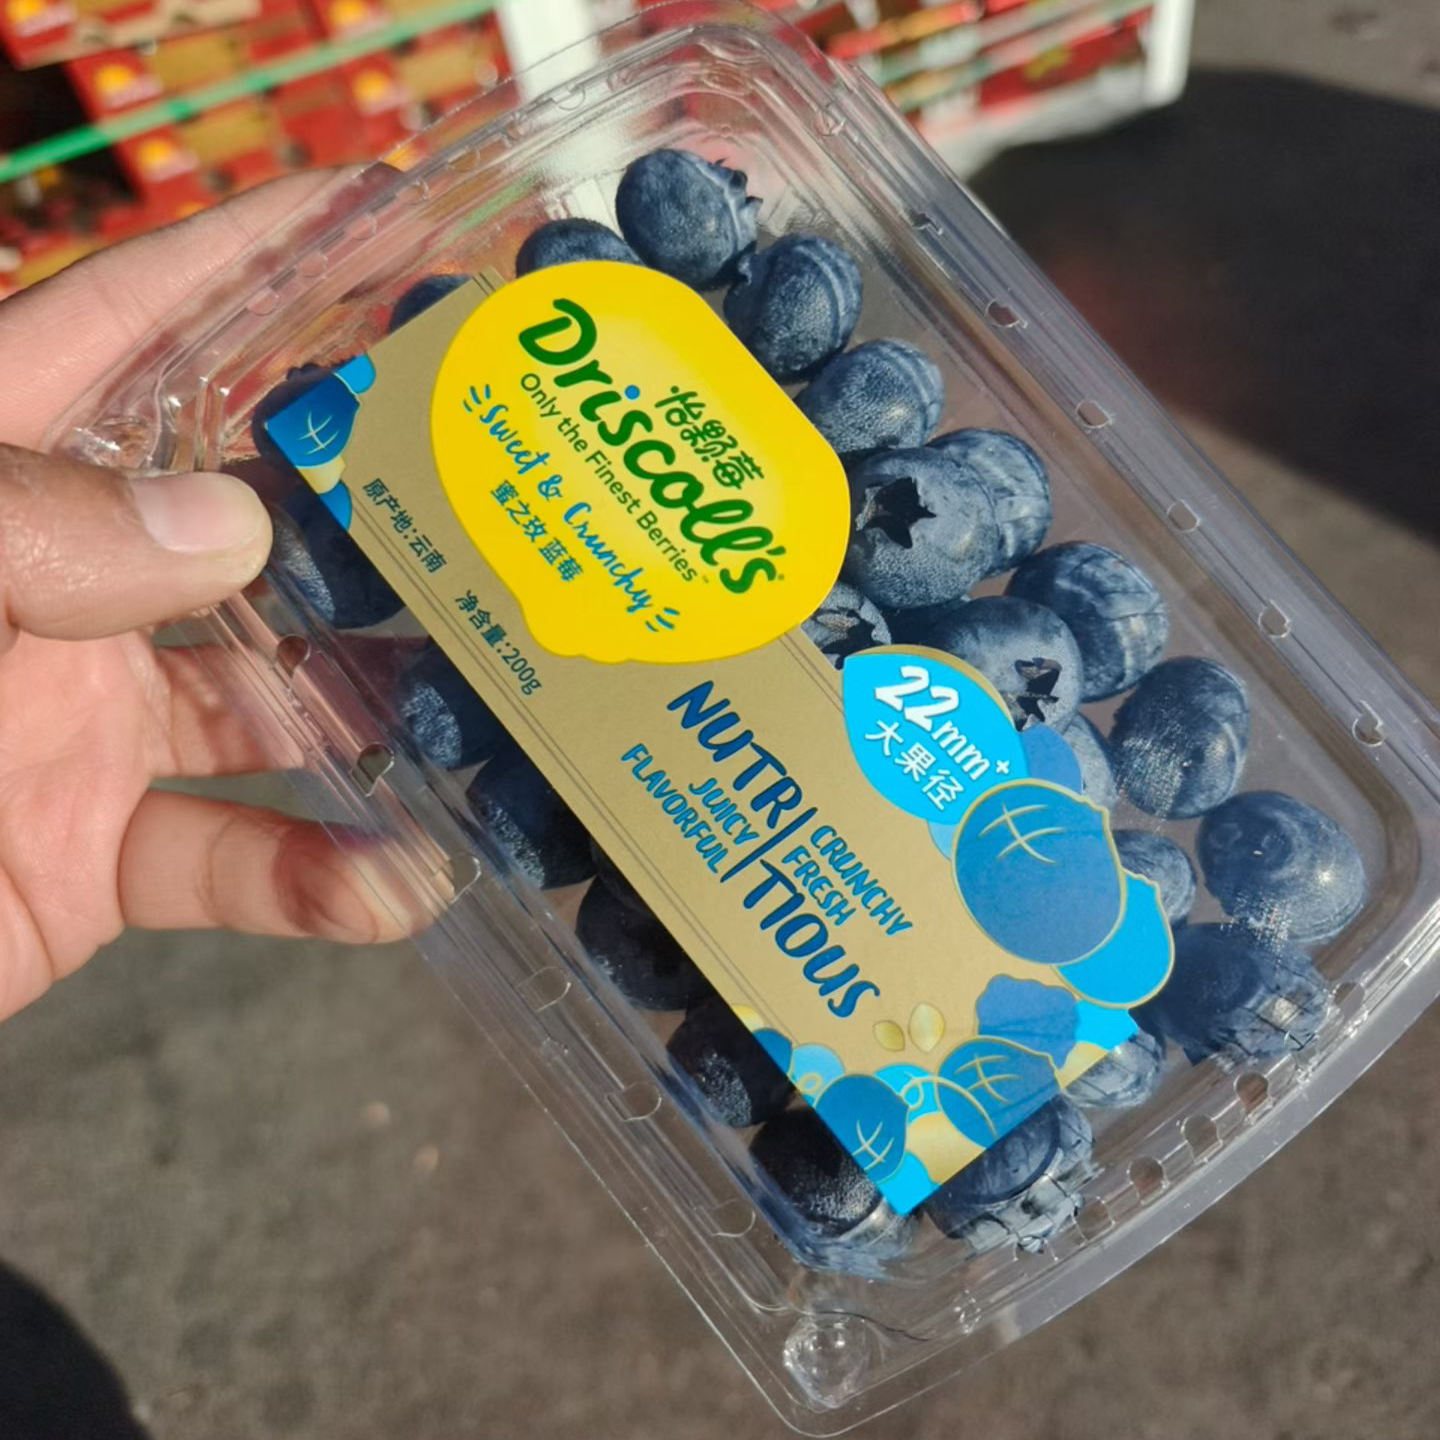 怡颗莓
Driscoll's
Only the Finest Berries™
Sweet & Crunchy
蜜之玫 蓝莓
原产地:云南
净含量:200g
22mm+
大果径
NUTRI
JUICY
FLAVORFUL
CRUNCHY
FRESH
TIOUS